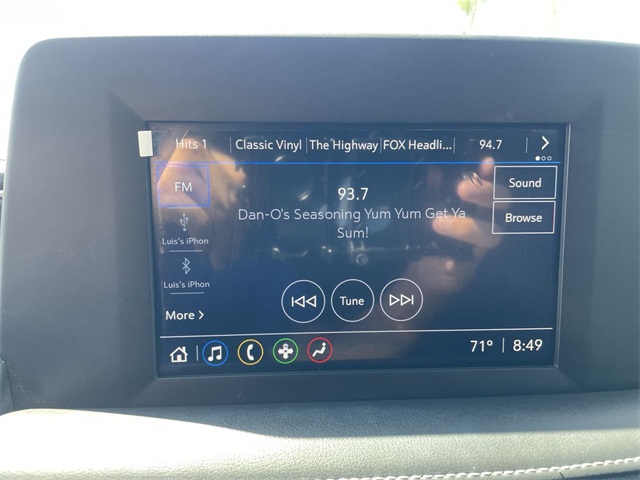 Hits 1 Classic Vinyl The Highway FOX Headli... 94.7
FM
93.7
Sound
Dan-O's Seasoning Yum Yum Get Ya
Sum!
Browse
Luis's iPhon
Luis's iPhon
More
Tune
71° 8:49